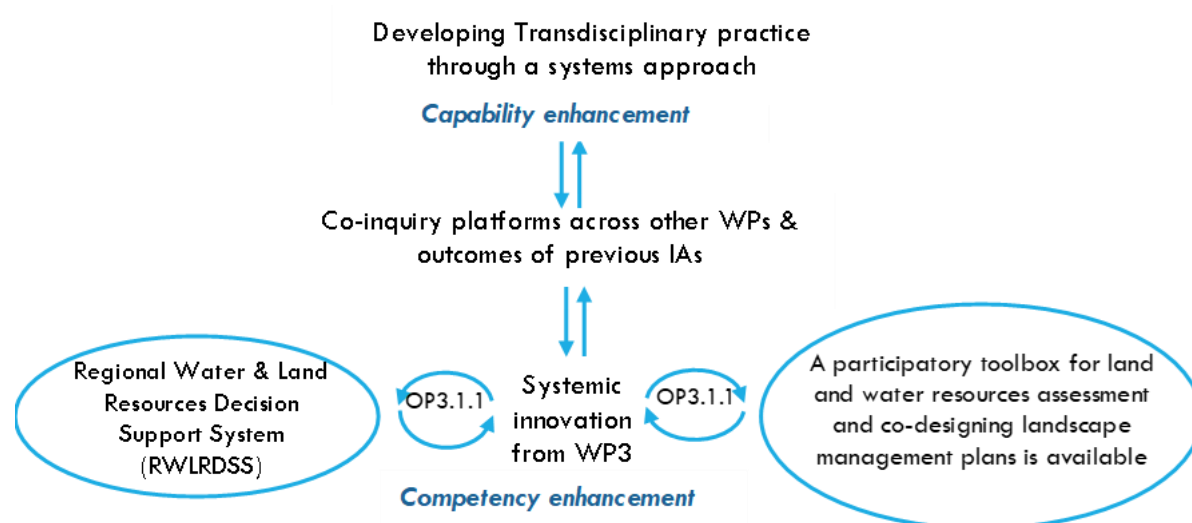 Developing Transdisciplinary practice
through a systems approach
Capability enhancement
Co-inquiry platforms across other WPs &
outcomes of previous IAs
Regional Water & Land
Resources Decision
Support System
(RWLRDSS)
OP3.1.1
Systemic
innovation
from WP3
OP3.1.1
A participatory toolbox for land
and water resources assessment
and co-designing landscape
management plans is available
Competency enhancement